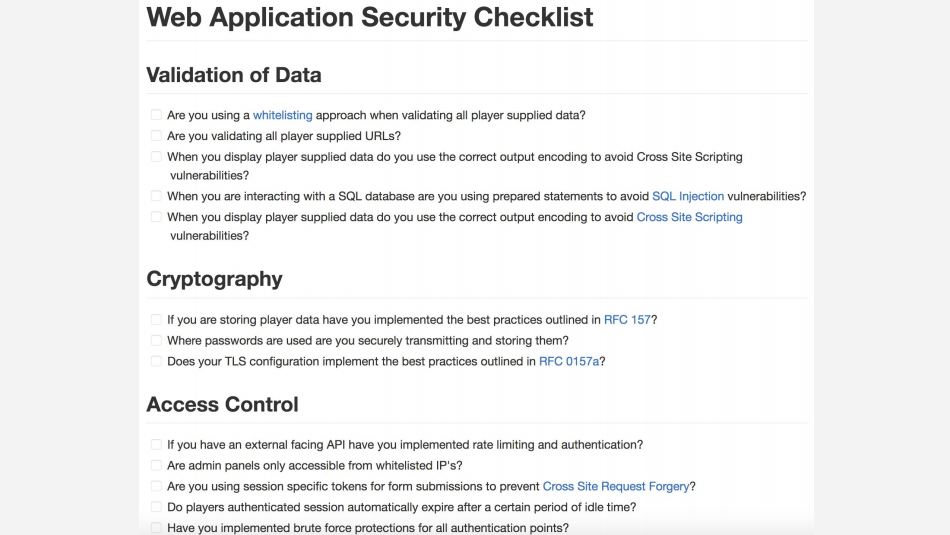 Web Application Security Checklist
Validation of Data
Are you using a whitelisting approach when validating all player supplied data?
Are you validating all player supplied URLs?
When you display player supplied data do you use the correct output encoding to avoid Cross Site Scripting
vulnerabilities?
When you are interacting with a SQL database are you using prepared statements to avoid SQL Injection vulnerabilities?
When you display player supplied data do you use the correct output encoding to avoid Cross Site Scripting
vulnerabilities?
Cryptography
If you are storing player data have you implemented the best practices outlined in RFC 157?
Where passwords are used are you securely transmitting and storing them?
Does your TLS configuration implement the best practices outlined in RFC 0157a?
Access Control
If you have an external facing API have you implemented rate limiting and authentication?
Are admin panels only accessible from whitelisted IP's?
Are you using session specific tokens for form submissions to prevent Cross Site Request Forgery?
Do players authenticated session automatically expire after a certain period of idle time?
Have you implemented brute force protections for all authentication points?